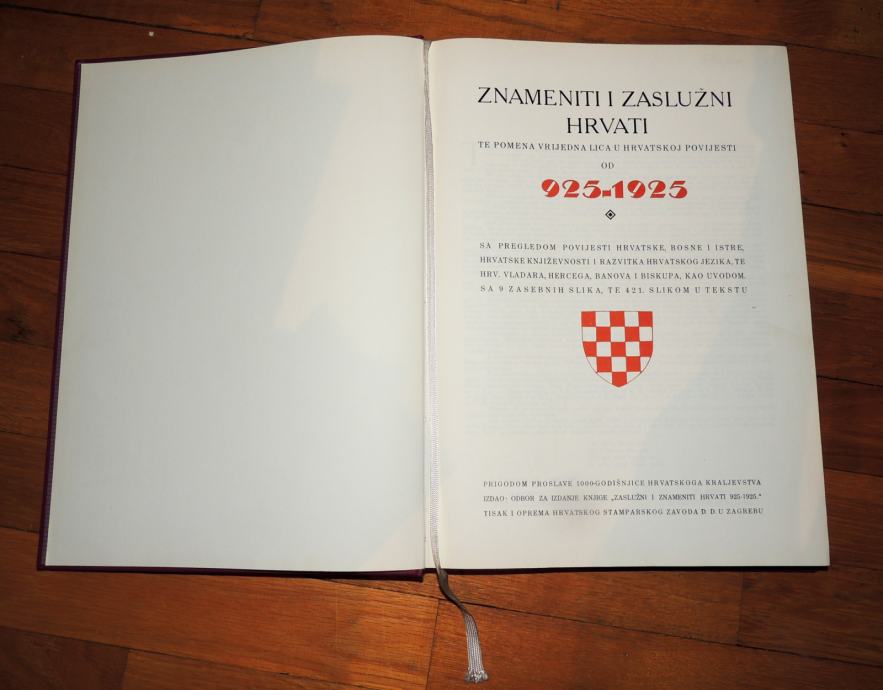 ZNAMENITI I ZASLUŽNI
HRVATI
TE POMENA VRIJEDNA LICA U HRVATSKOJ POVIJESTI
OD
925-1925
SA PREGLEDOM POVIJESTI HRVATSKE, BOSNE I ISTRE,
HRVATSKE KNJIŽEVNOSTI I RAZVITKA HRVATSKOG JEZIKA, TE
HRV. VLADARA, HERCEGA, BANOVA I BISKUPA, KAO UVODOM.
SA 9 ZASEBNIH SLIKA, TE 421. SLIKOM U TEKSTU
PRIGODOM PROSLAVE 1000-GODIŠNJICE HRVATSKOGA KRALJEVSTVA
IZDAO: ODBOR ZA IZDANJE KNJIGE „ZASLUŽNI I ZNAMENITI HRVATI 925-1925.“
TISAK I OPREMA HRVATSKOG ŠTAMPARSKOG ZAVODA D. D. U ZAGREBU